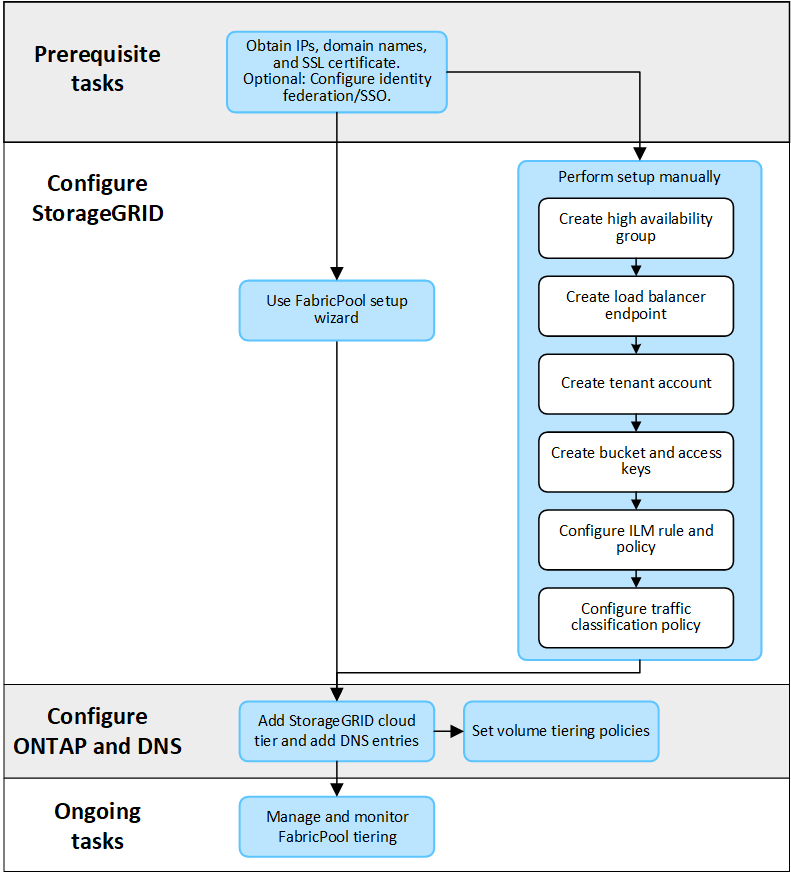 Prerequisite
tasks
Obtain IPs, domain names,
and SSL certificate.
Optional: Configure identity
federation/SSO.
Configure
StorageGRID
Use FabricPool setup
wizard
Perform setup manually
Create high availability
group
Create load balancer
endpoint
Create tenant account
Create bucket and access
keys
Configure ILM rule and
policy
Configure traffic
classification policy
Configure
ONTAP and DNS
Add StorageGRID cloud
tier and add DNS entries
Set volume tiering policies
Ongoing
tasks
Manage and monitor
FabricPool tiering